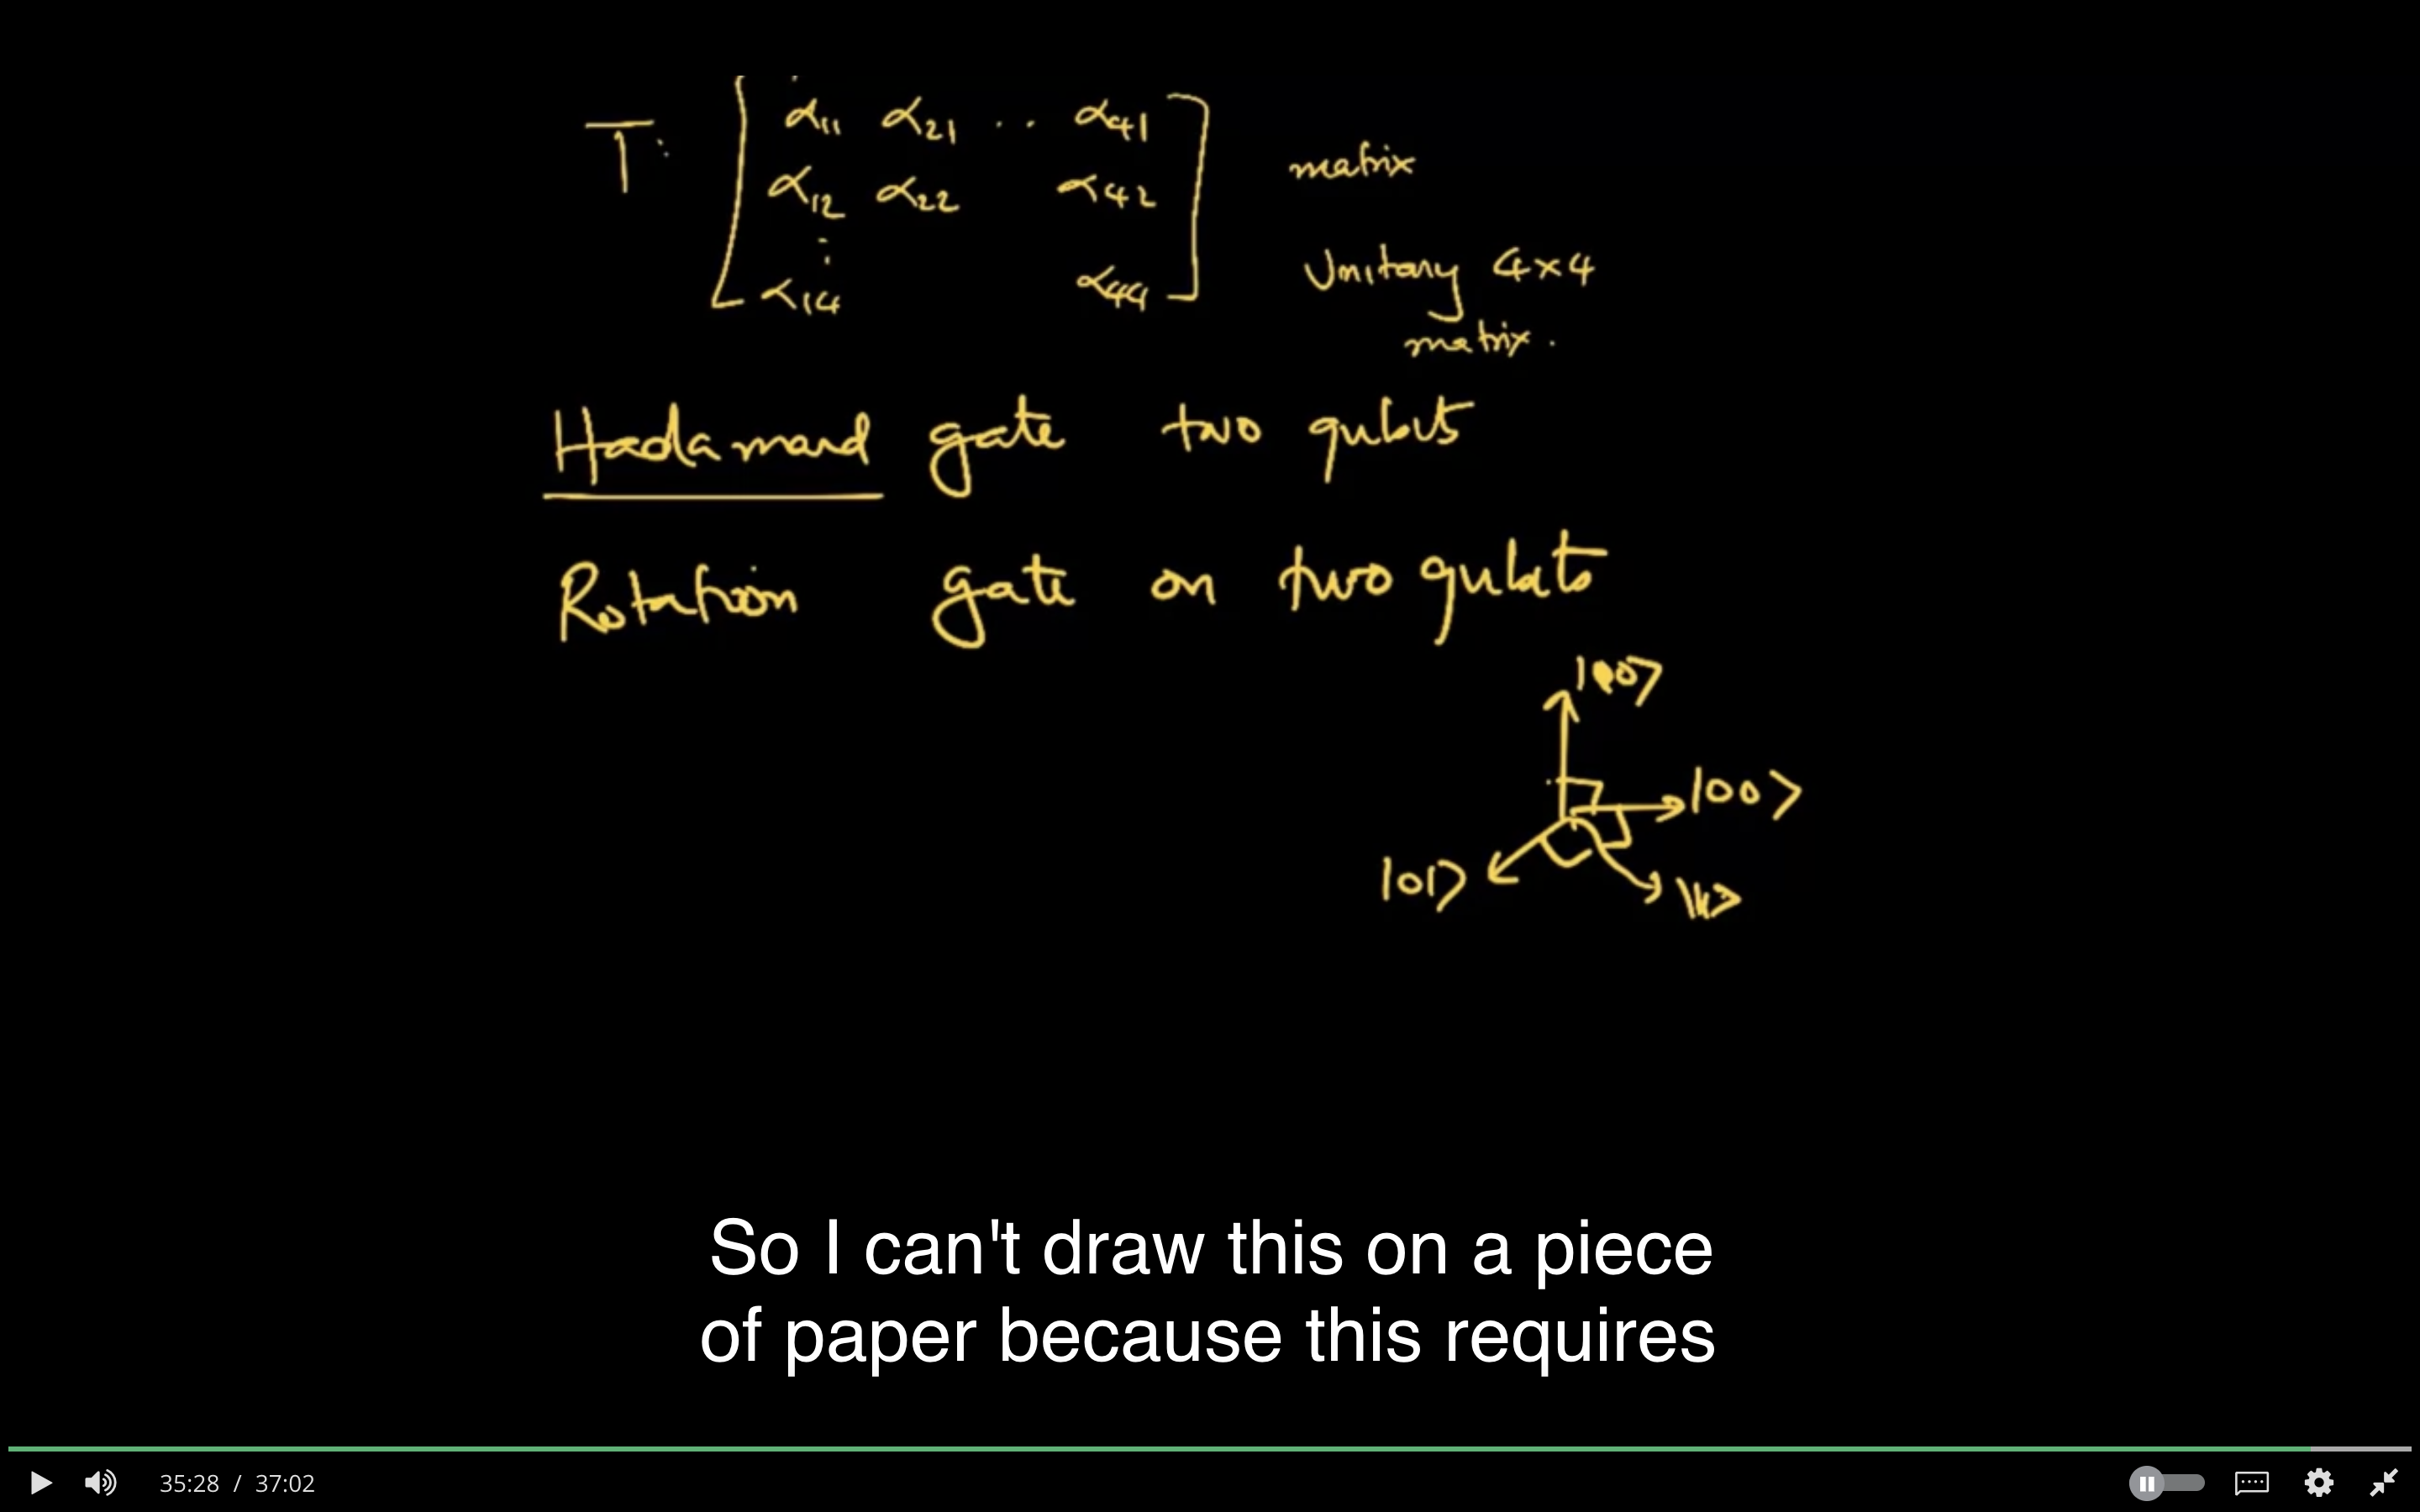 T: α11 α21 .. α41
α12 α22 α42
matrix
⋮
α14 α44
Unitary 4x4
matrix.
Hadamard gate two qubits
Rotation gate on two qubits
|10⟩
|00⟩
|01⟩
|11⟩
So I can't draw this on a piece
of paper because this requires
35:28 / 37:02